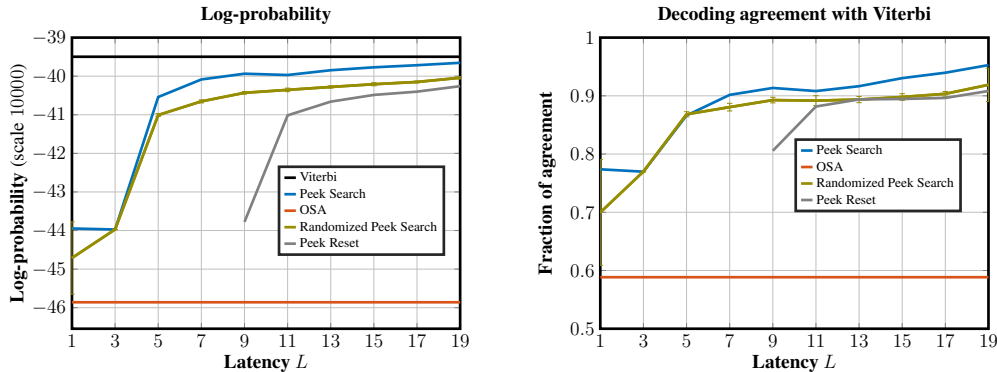 Log-probability
Log-probability (scale 10000)
−39
−40
−41
−42
−43
−44
−45
−46
1 3 5 7 9 11 13 15 17 19
Latency L
Viterbi
Peek Search
OSA
Randomized Peek Search
Peek Reset
Decoding agreement with Viterbi
Fraction of agreement
1
0.9
0.8
0.7
0.6
0.5
1 3 5 7 9 11 13 15 17 19
Latency L
Peek Search
OSA
Randomized Peek Search
Peek Reset